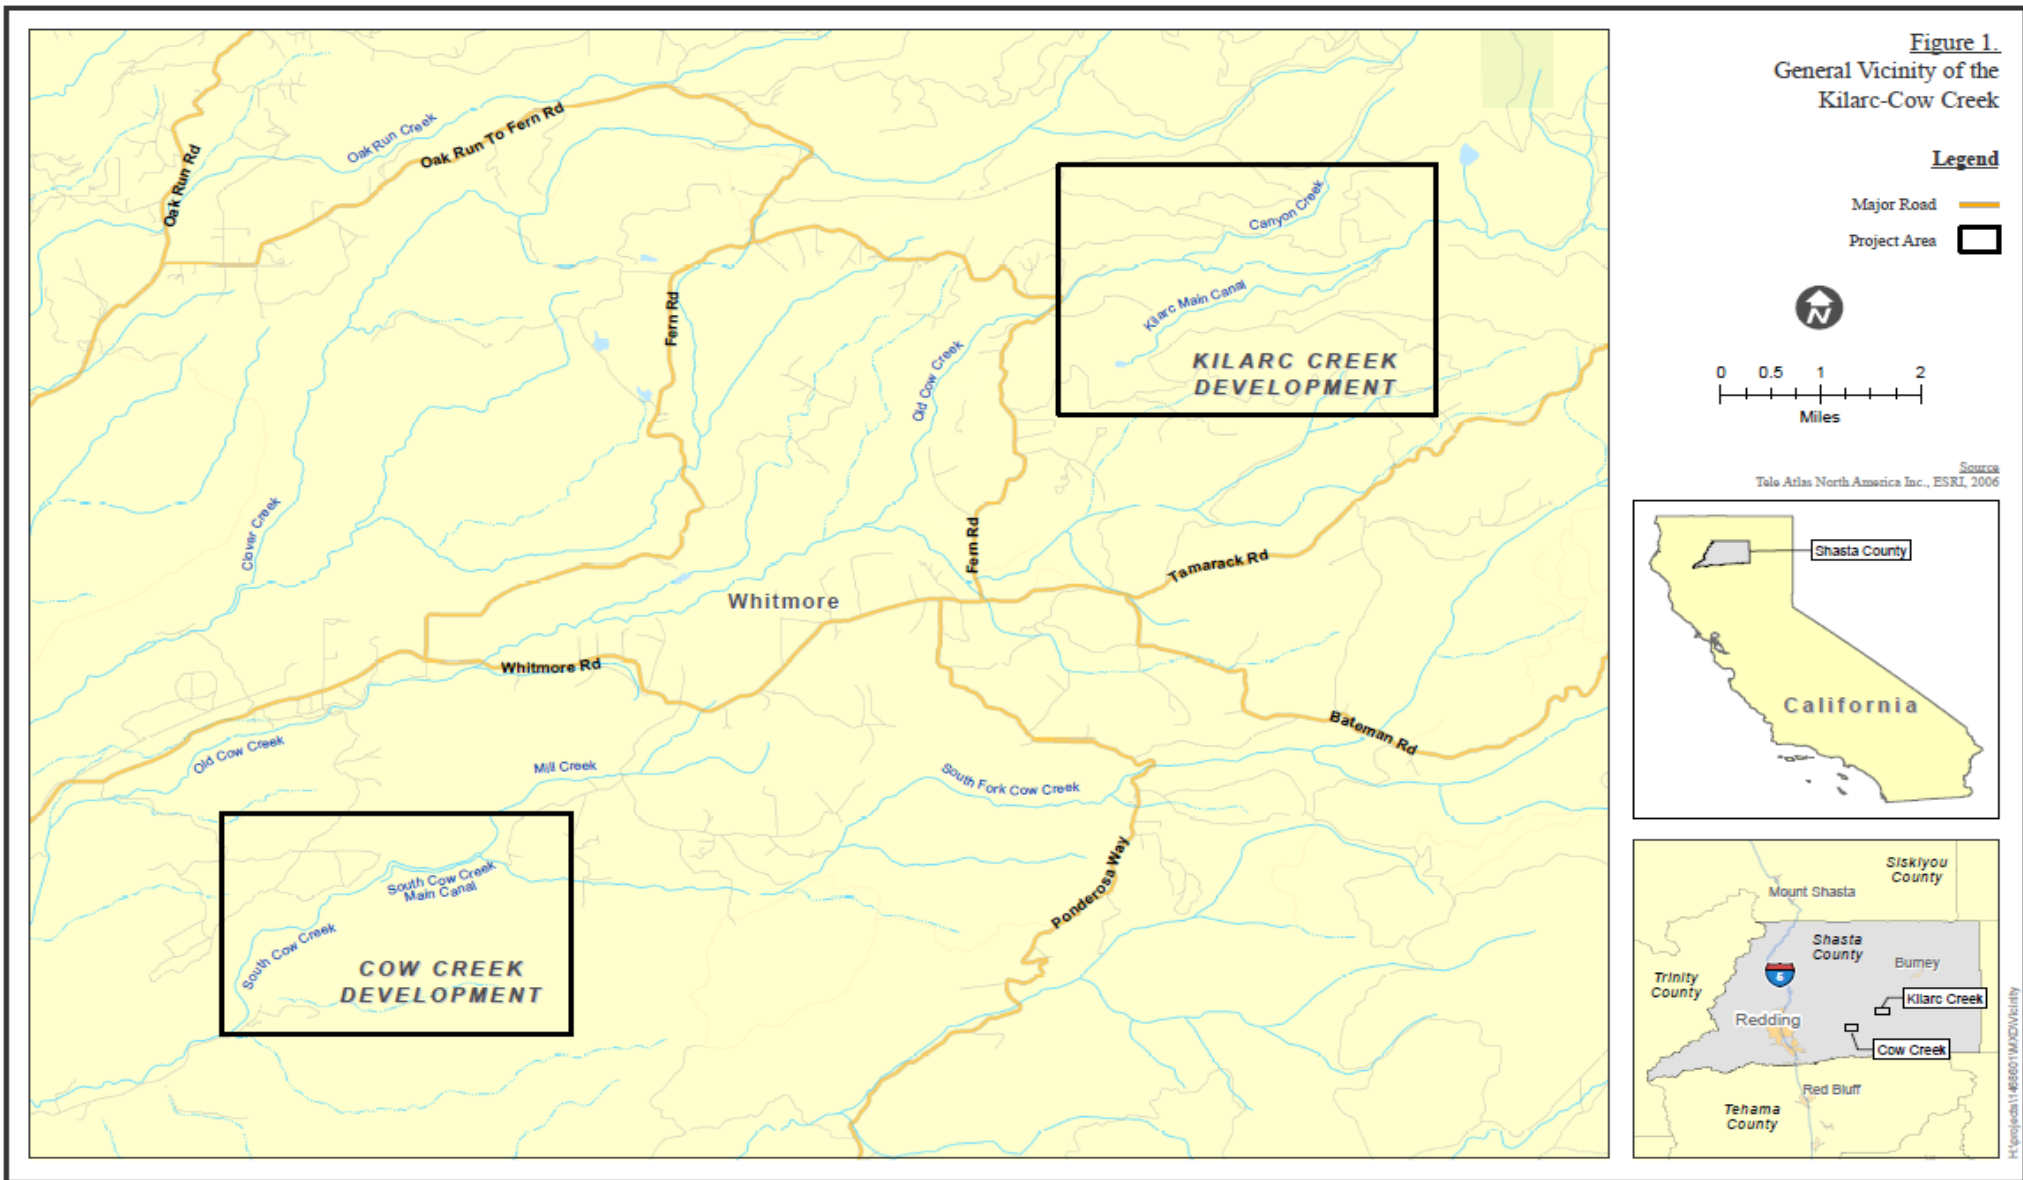 Figure 1.
General Vicinity of the
Kilarc-Cow Creek
Legend
Major Road
Project Area
N
0 0.5 1 2
Miles
Source
Tele Atlas North America Inc., ESRI, 2006
Oak Run Rd
Oak Run Creek
Oak Run To Fern Rd
Fern Rd
Canyon Creek
Kilarc Main Canal
KILARC CREEK
DEVELOPMENT
Old Cow Creek
Clover Creek
Fern Rd
Tamarack Rd
Whitmore
Whitmore Rd
Bateman Rd
Old Cow Creek
Mill Creek
South Fork Cow Creek
Ponderosa Way
South Cow Creek
Main Canal
South Cow Creek
COW CREEK
DEVELOPMENT
Shasta County
California
Siskiyou
County
Mount Shasta
Shasta
County
Burney
Trinity
County
5
Kilarc Creek
Redding
Cow Creek
Red Bluff
Tehama
County